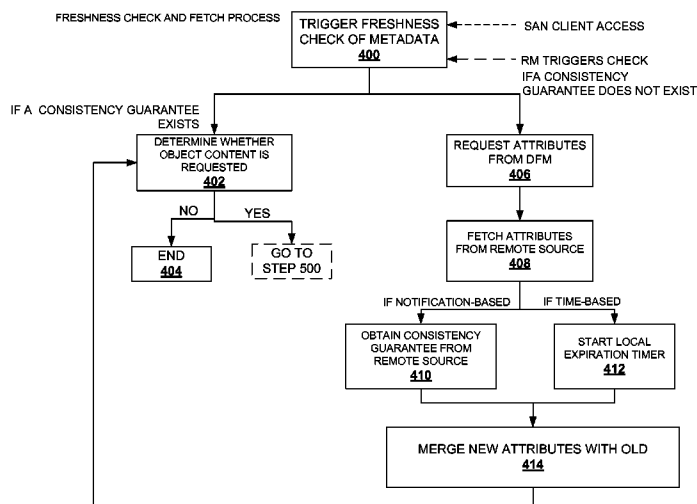 FRESHNESS CHECK AND FETCH PROCESS
TRIGGER FRESHNESS
CHECK OF METADATA
400
SAN CLIENT ACCESS
RM TRIGGERS CHECK
IFA CONSISTENCY
GUARANTEE DOES NOT EXIST
IF A CONSISTENCY GUARANTEE
EXISTS
DETERMINE WHETHER
OBJECT CONTENT IS
REQUESTED
402
REQUEST ATTRIBUTES
FROM DFM
406
NO
YES
END
404
GO TO
STEP 500
FETCH ATTRIBUTES
FROM REMOTE SOURCE
408
IF NOTIFICATION-BASED
IF TIME-BASED
OBTAIN CONSISTENCY
GUARANTEE FROM
REMOTE SOURCE
410
START LOCAL
EXPIRATION TIMER
412
MERGE NEW ATTRIBUTES WITH OLD
414